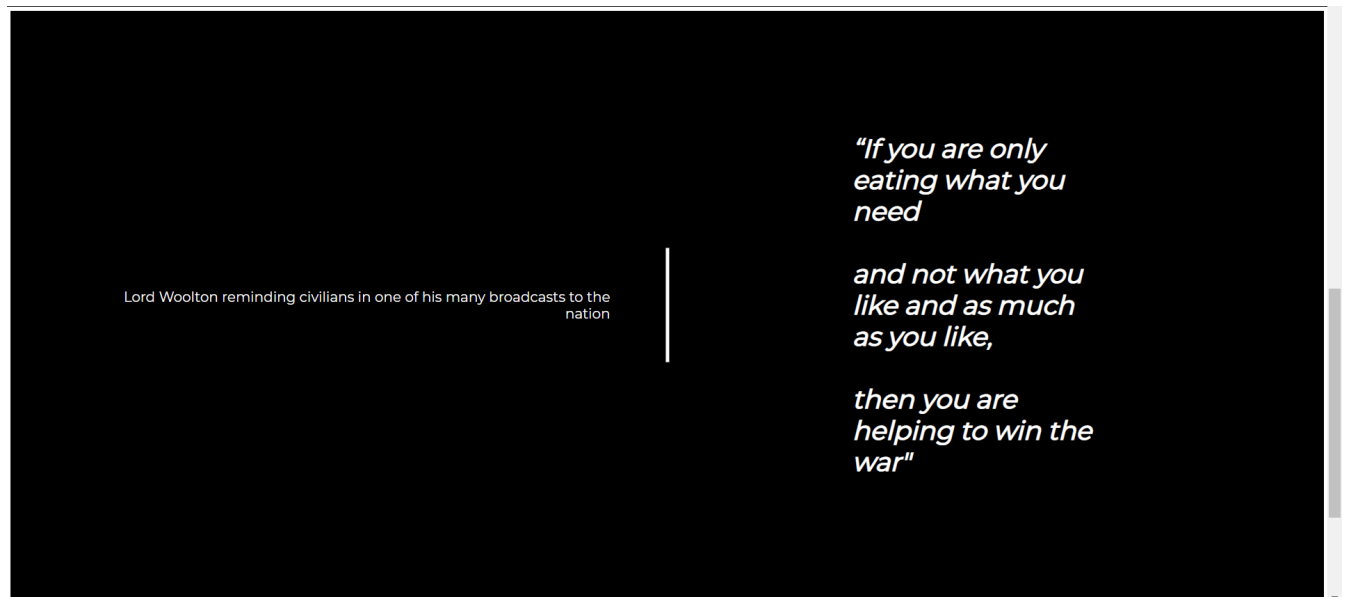 Lord Woolton reminding civilians in one of his many broadcasts to the
nation
“If you are only
eating what you
need
and not what you
like and as much
as you like,
then you are
helping to win the
war"